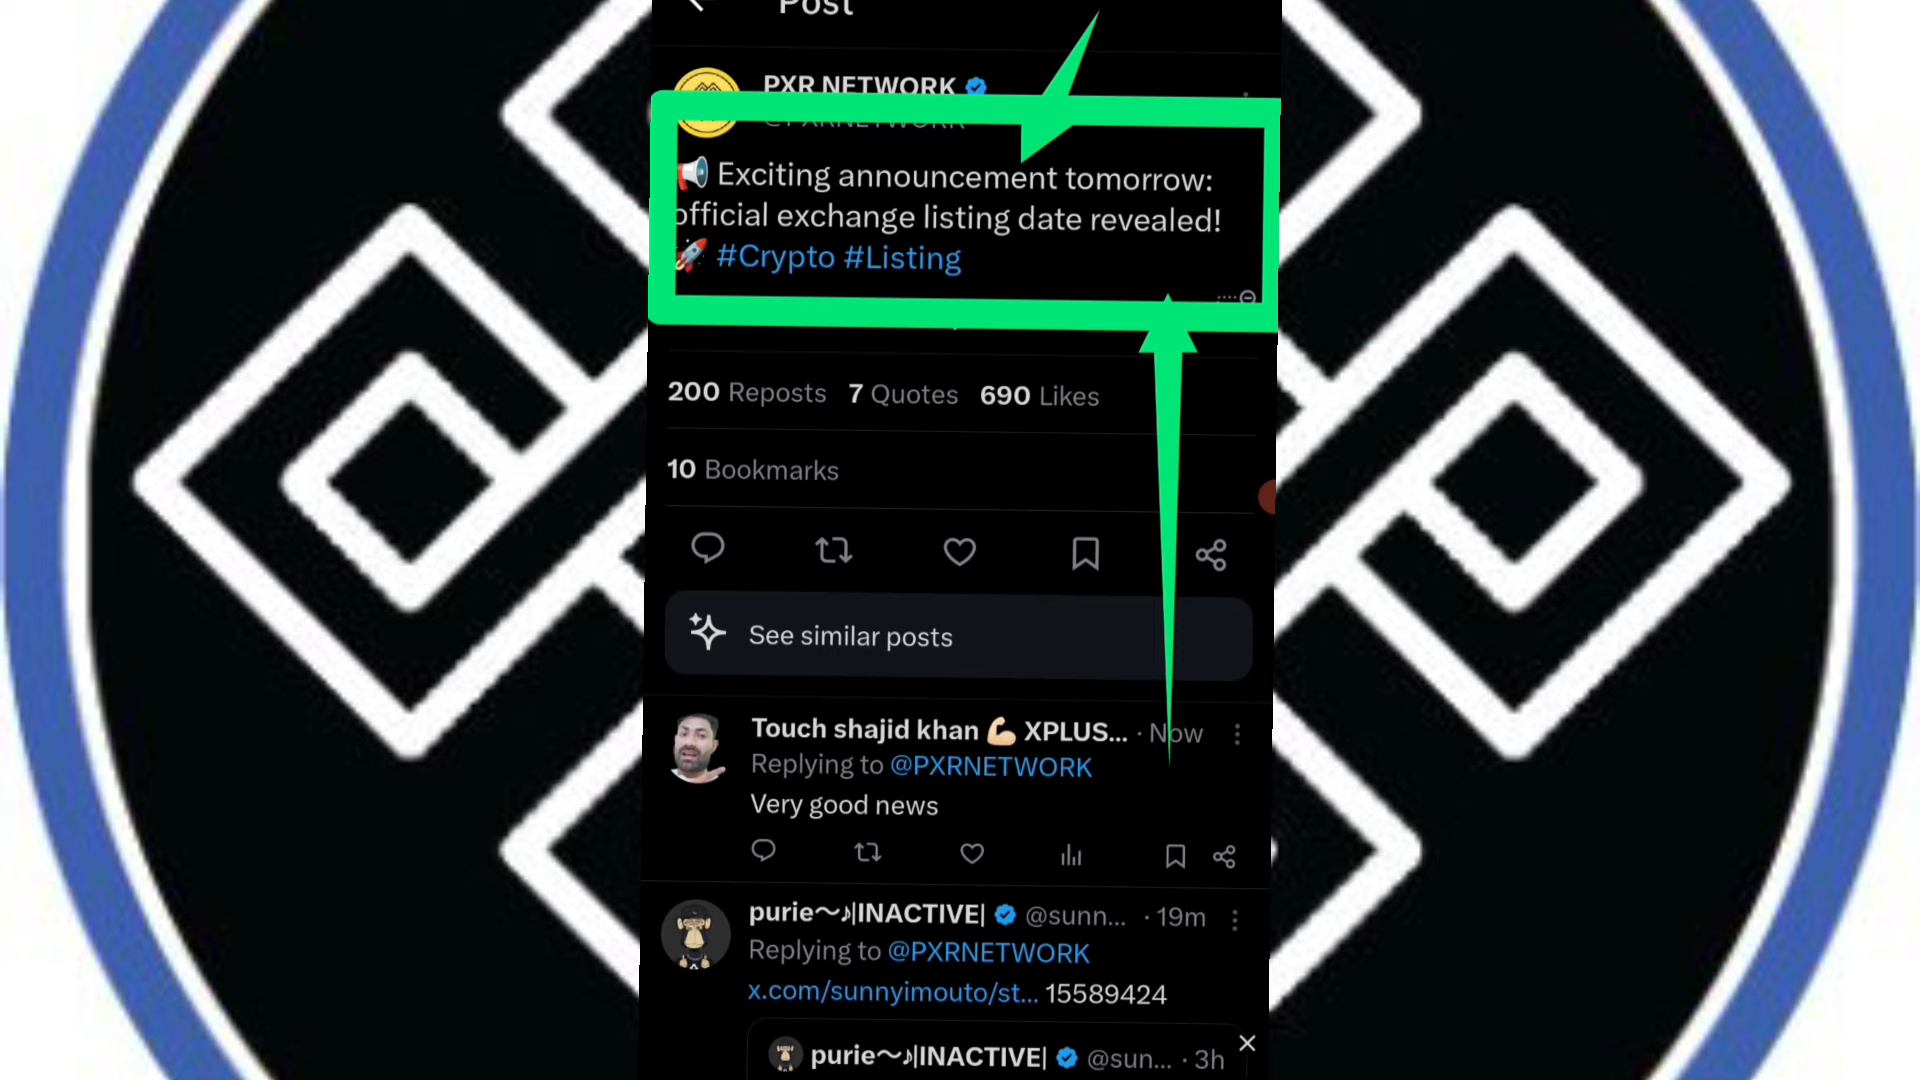 Post
PXR NETWORK
@PXRNETWORK
📢 Exciting announcement tomorrow:
official exchange listing date revealed!
🚀 #Crypto #Listing
200 Reposts 7 Quotes 690 Likes
10 Bookmarks
See similar posts
Touch shajid khan 💪 XPLUS... · Now
Replying to @PXRNETWORK
Very good news
purie〜♪|INACTIVE| @sunn... · 19m
Replying to @PXRNETWORK
x.com/sunnyimouto/st... 15589424
purie〜♪|INACTIVE| @sun... · 3h